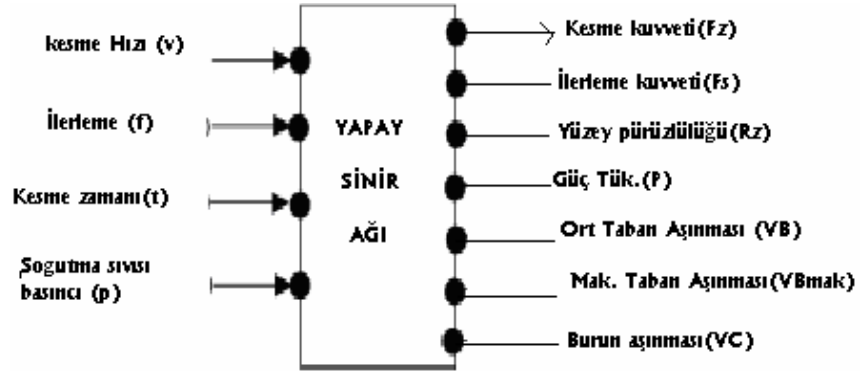 kesme Hızı (v)
İlerleme (f)
Kesme zamanı(t)
Şogutma sıvısı
basıncı (p)
YAPAY
SİNİR
AĞI
Kesme kuvveti(Fz)
İlerleme kuvveti(Fs)
Yüzey pürüzlülüğü(Rz)
Güç Tük.(P)
Ort Taban Aşınması (VB)
Mak. Taban Aşınması(VBmak)
Burun aşınması(VC)